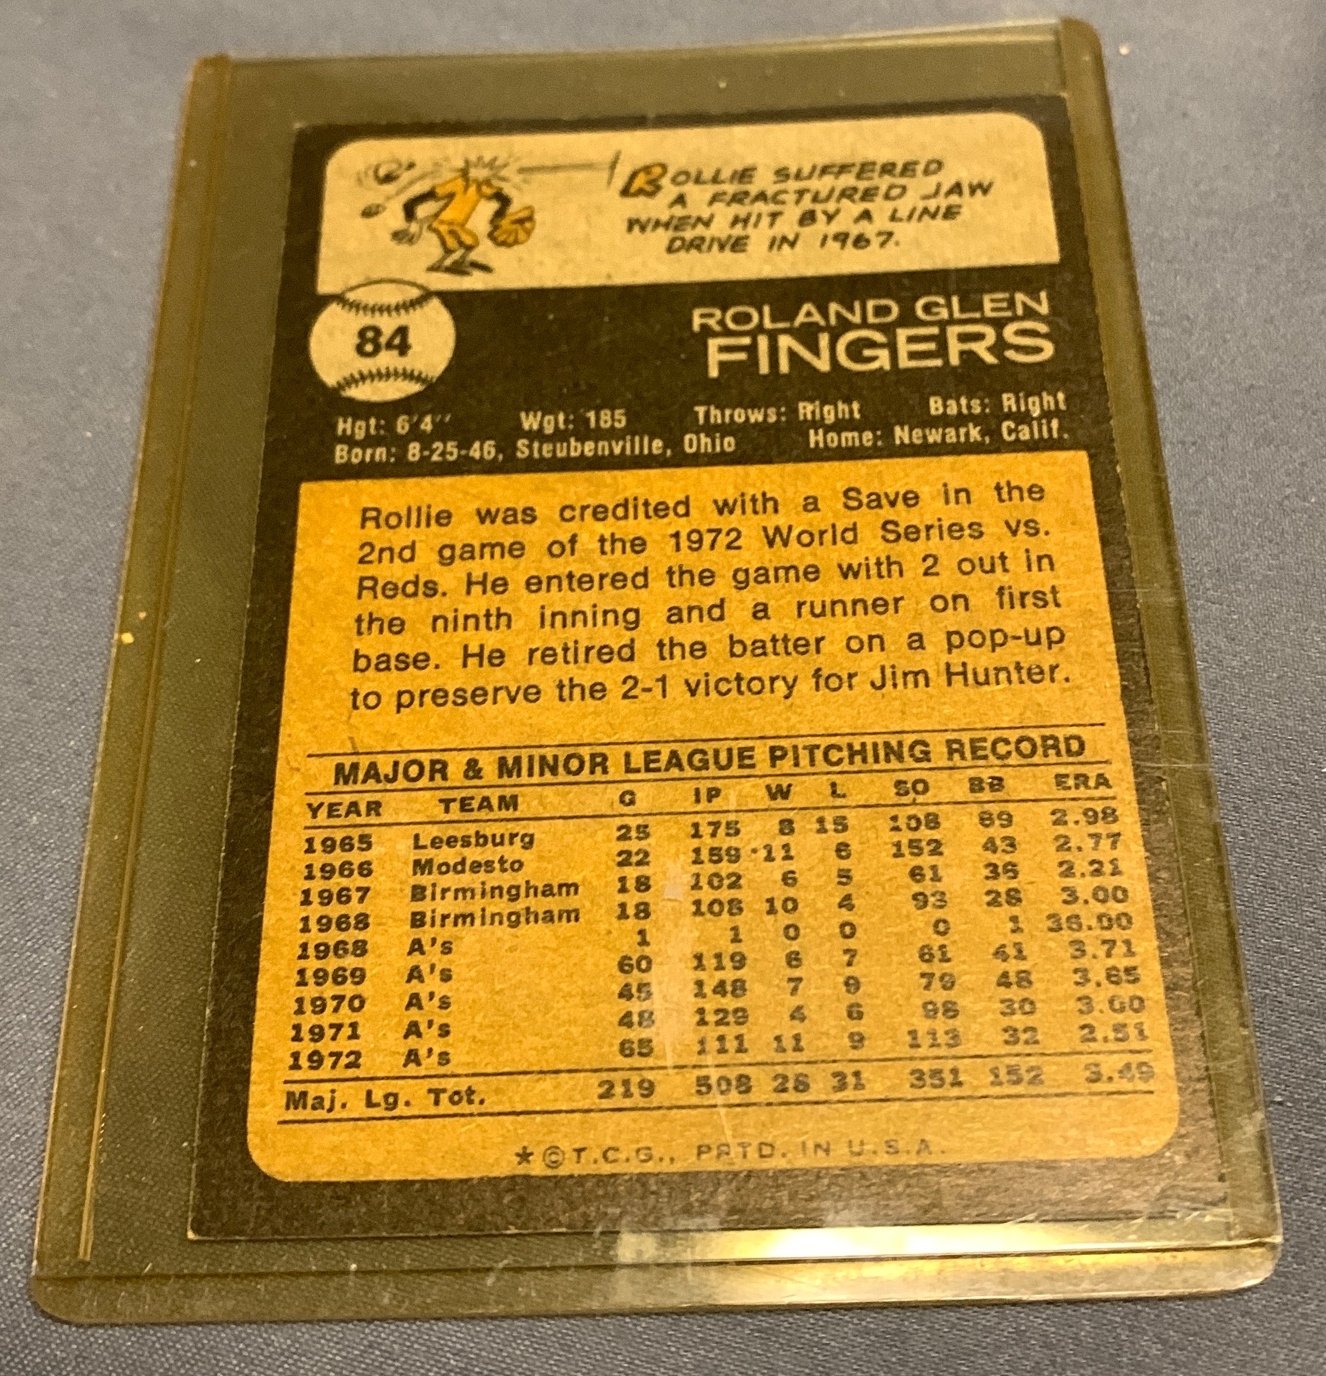 ROLLIE SUFFERED
A FRACTURED JAW
WHEN HIT BY A LINE
DRIVE IN 1967.
84
ROLAND GLEN
FINGERS
Hgt: 6'4" Wgt: 185 Throws: Right Bats: Right
Born: 8-25-46, Steubenville, Ohio Home: Newark, Calif.
Rollie was credited with a Save in the
2nd game of the 1972 World Series vs.
Reds. He entered the game with 2 out in
the ninth inning and a runner on first
base. He retired the batter on a pop-up
to preserve the 2-1 victory for Jim Hunter.
MAJOR & MINOR LEAGUE PITCHING RECORD
YEAR TEAM G IP W L SO BB ERA
1965 Leesburg 25 175 8 15 108 69 2.98
1966 Modesto 22 159 *11 6 152 43 2.77
1967 Birmingham 18 102 6 5 61 36 2.21
1968 Birmingham 18 108 10 4 93 28 3.00
1968 A's 1 1 0 0 0 1 36.00
1969 A's 60 119 6 7 61 41 3.71
1970 A's 45 148 7 9 79 48 3.65
1971 A's 48 129 4 6 98 30 3.00
1972 A's 65 111 11 9 113 32 2.51
Maj. Lg. Tot. 219 508 28 31 351 152 3.49
★©T.C.G., PRTD. IN U.S.A.